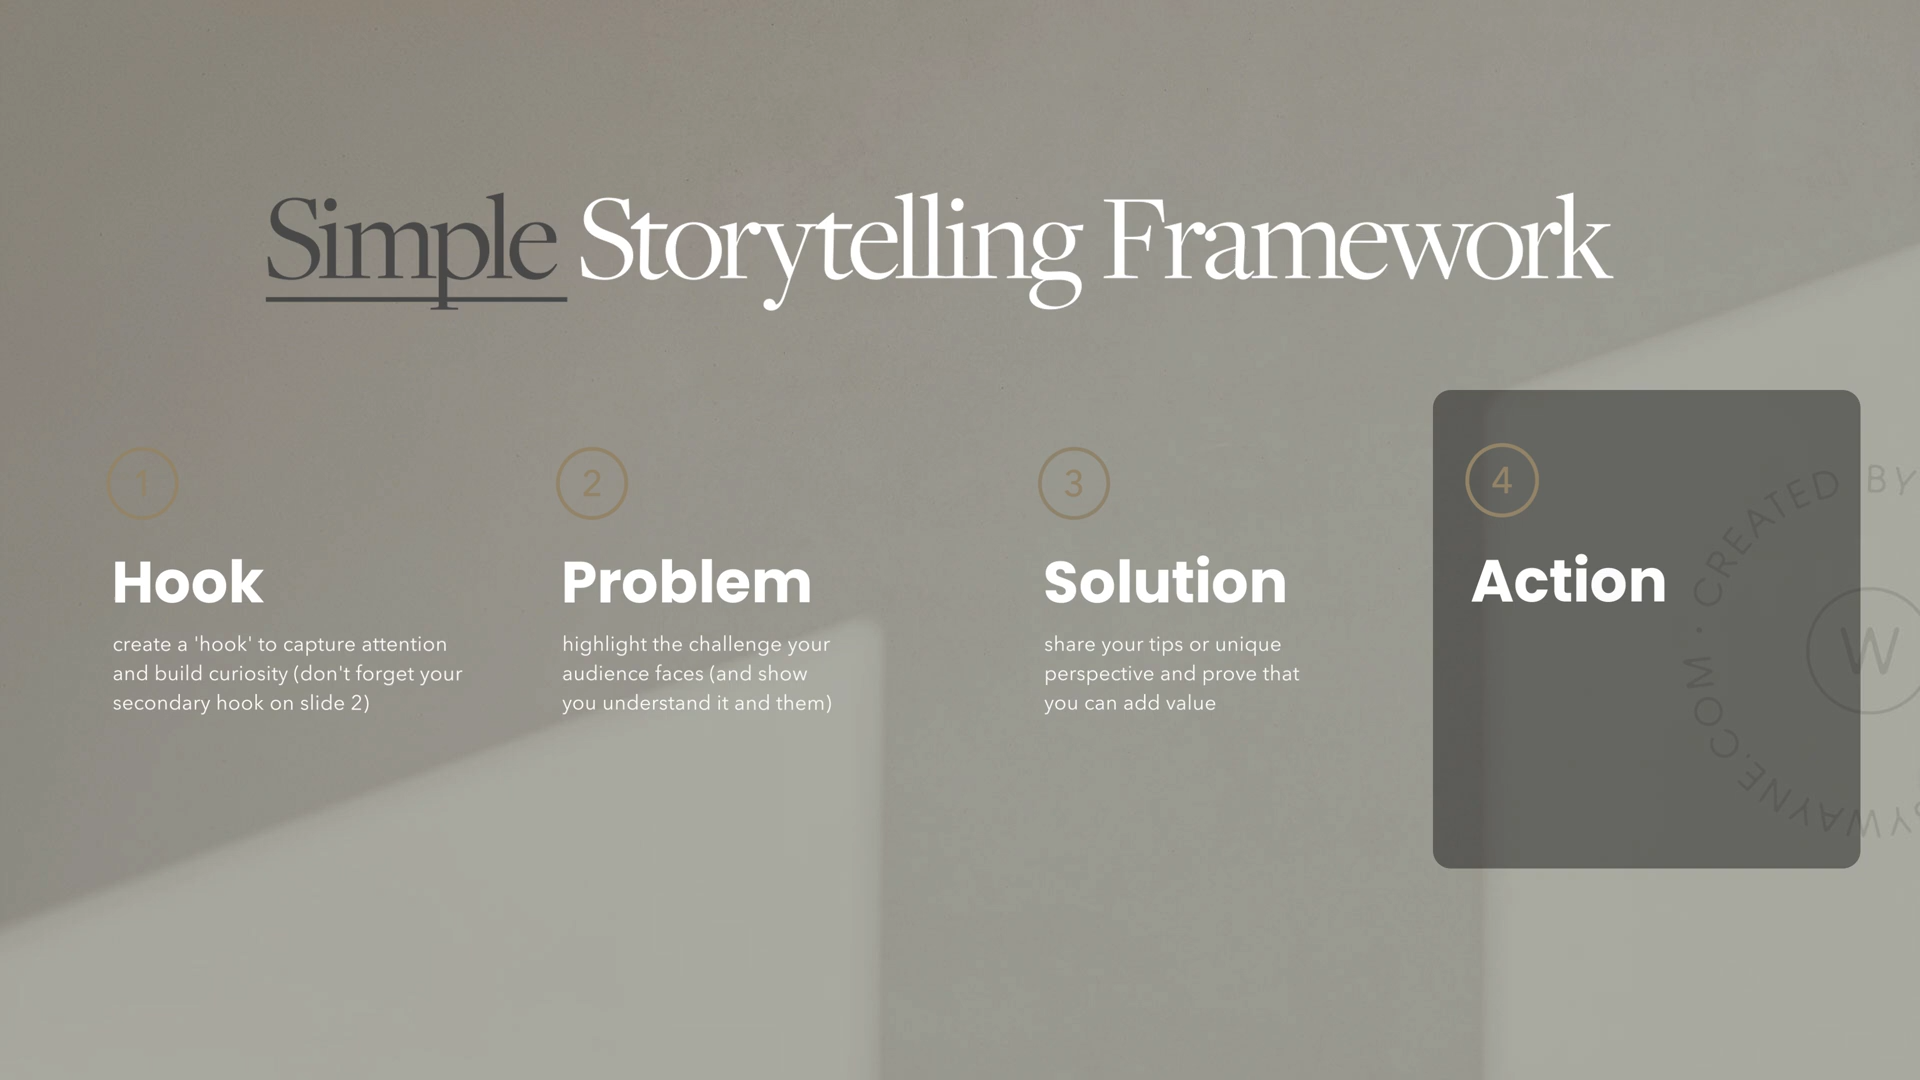 Simple Storytelling Framework
1
Hook
create a 'hook' to capture attention
and build curiosity (don't forget your
secondary hook on slide 2)
2
Problem
highlight the challenge your
audience faces (and show
you understand it and them)
3
Solution
share your tips or unique
perspective and prove that
you can add value
4
Action
· CREATED BY
W
YWAYNE.COM